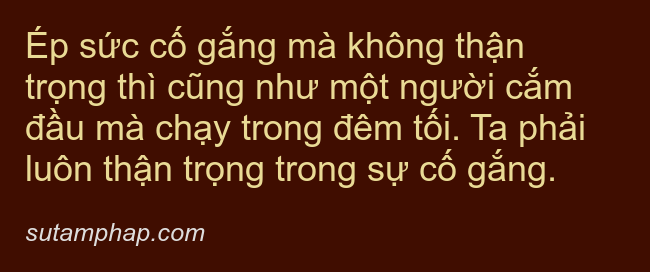 Ép sức cố gắng mà không thận
trọng thì cũng như một người cắm
đầu mà chạy trong đêm tối. Ta phải
luôn thận trọng trong sự cố gắng.
sutamphap.com